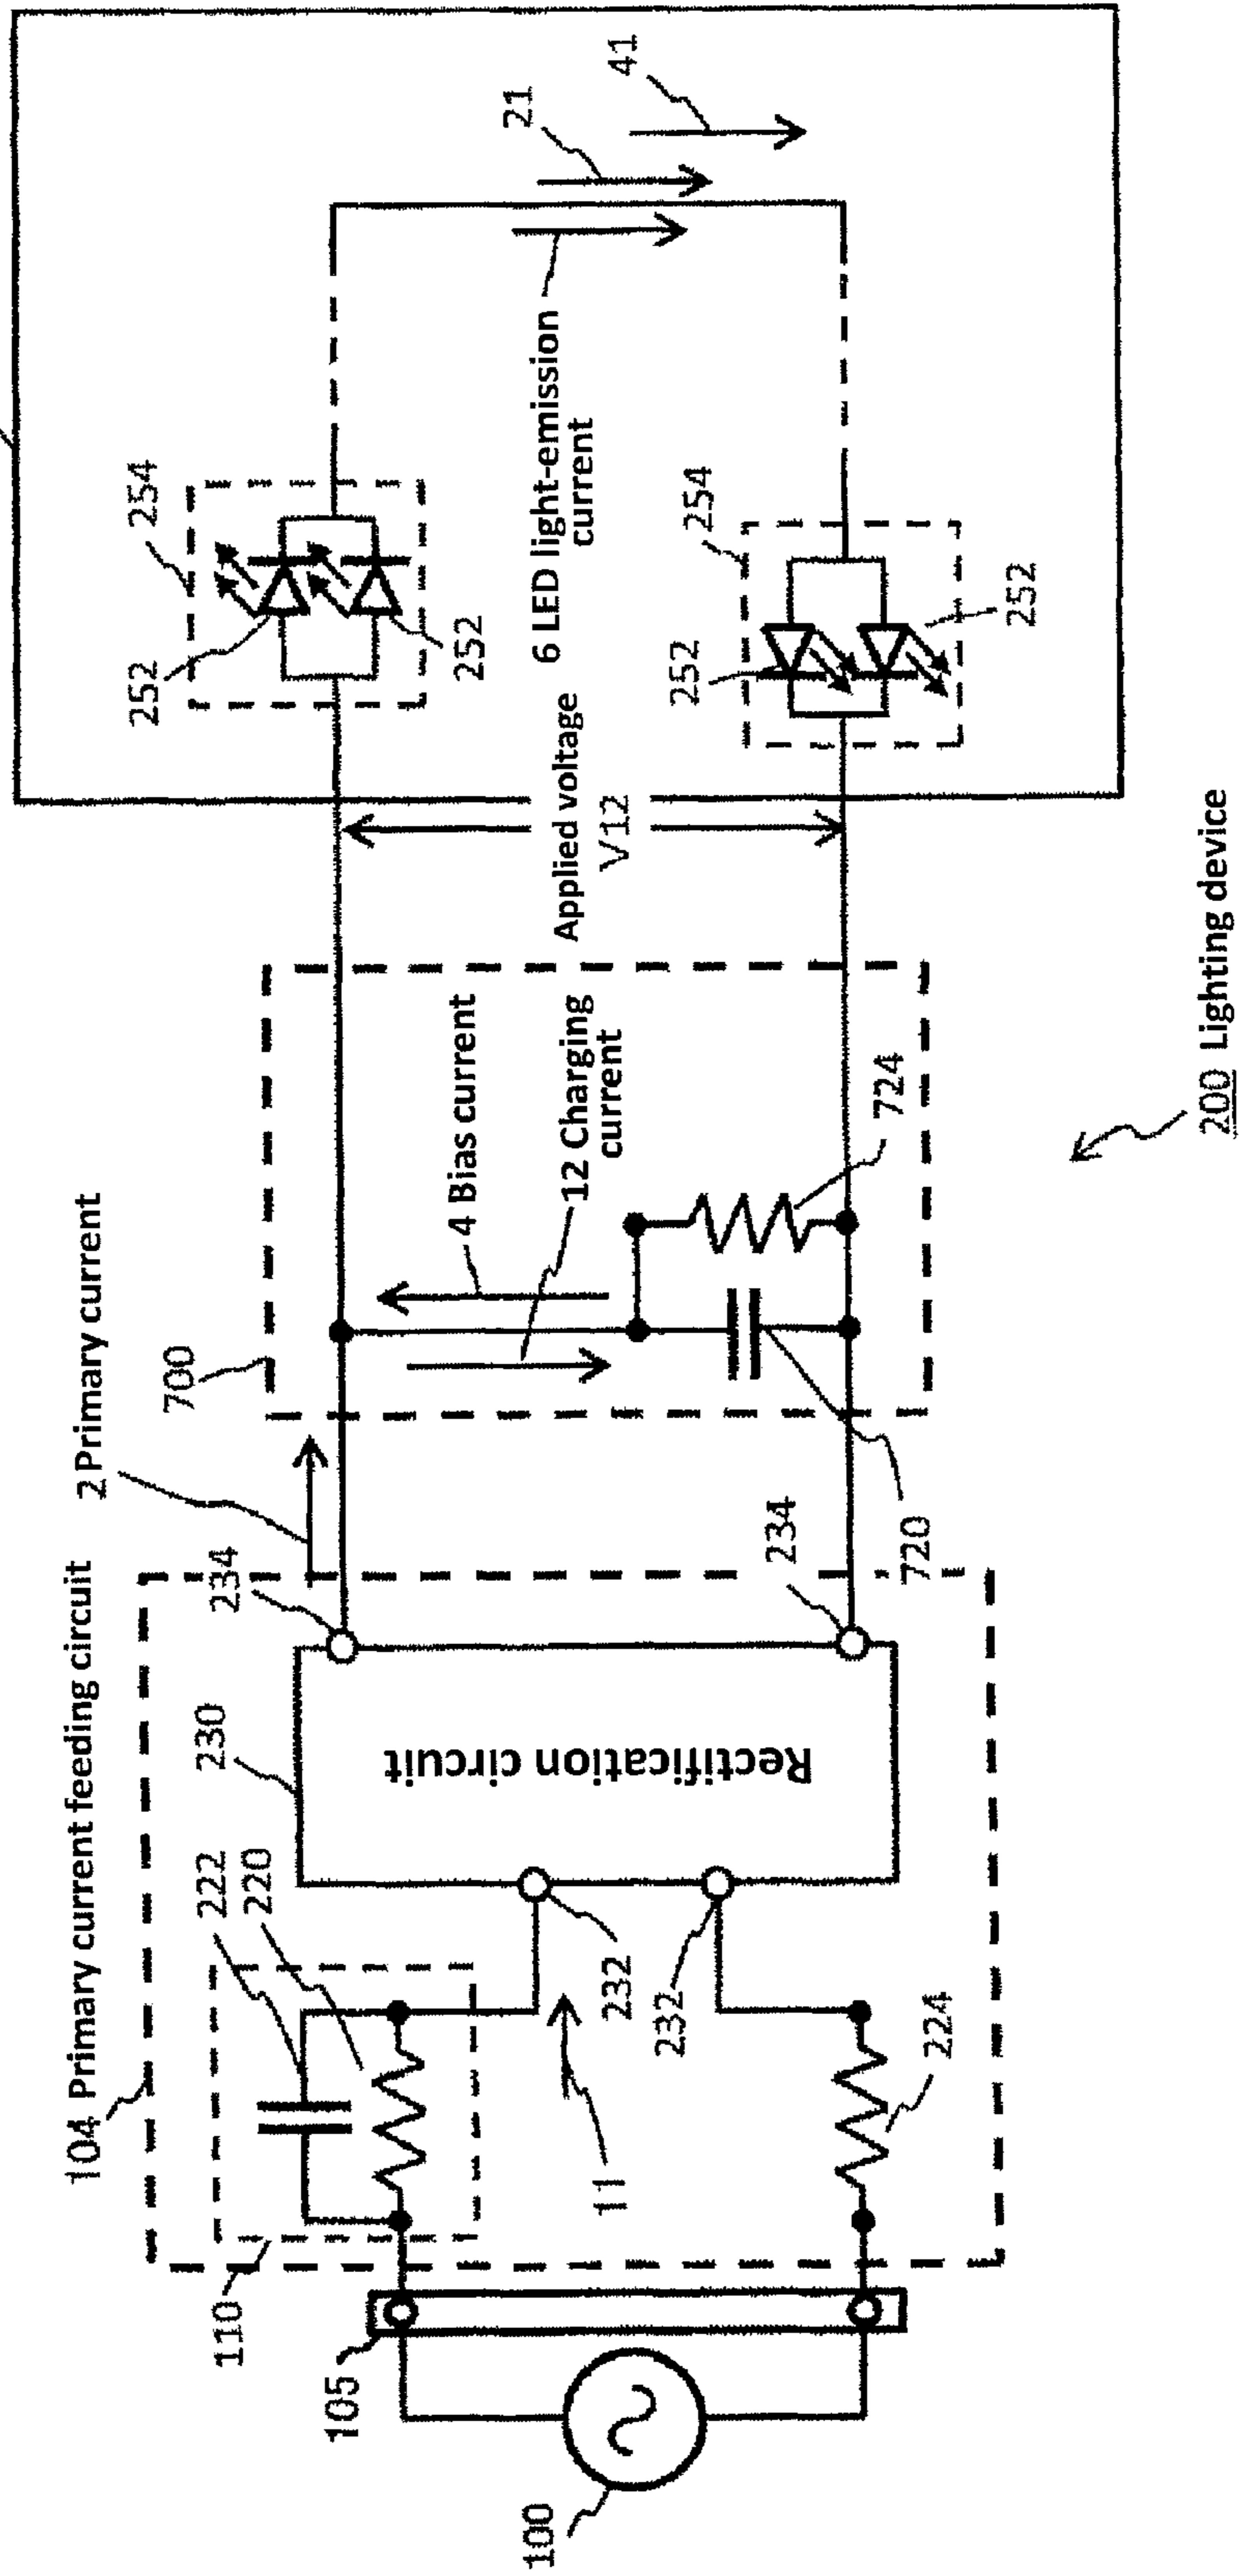 104 Primary current feeding circuit
2 Primary current
700
254
252
252
21
41
110
222
220
230
234
4 Bias current
12 Charging
current
Applied voltage
V12
6 LED light-emission
current
105
11
232
232
Rectification circuit
234
724
254
252
252
100
224
720
200 Lighting device